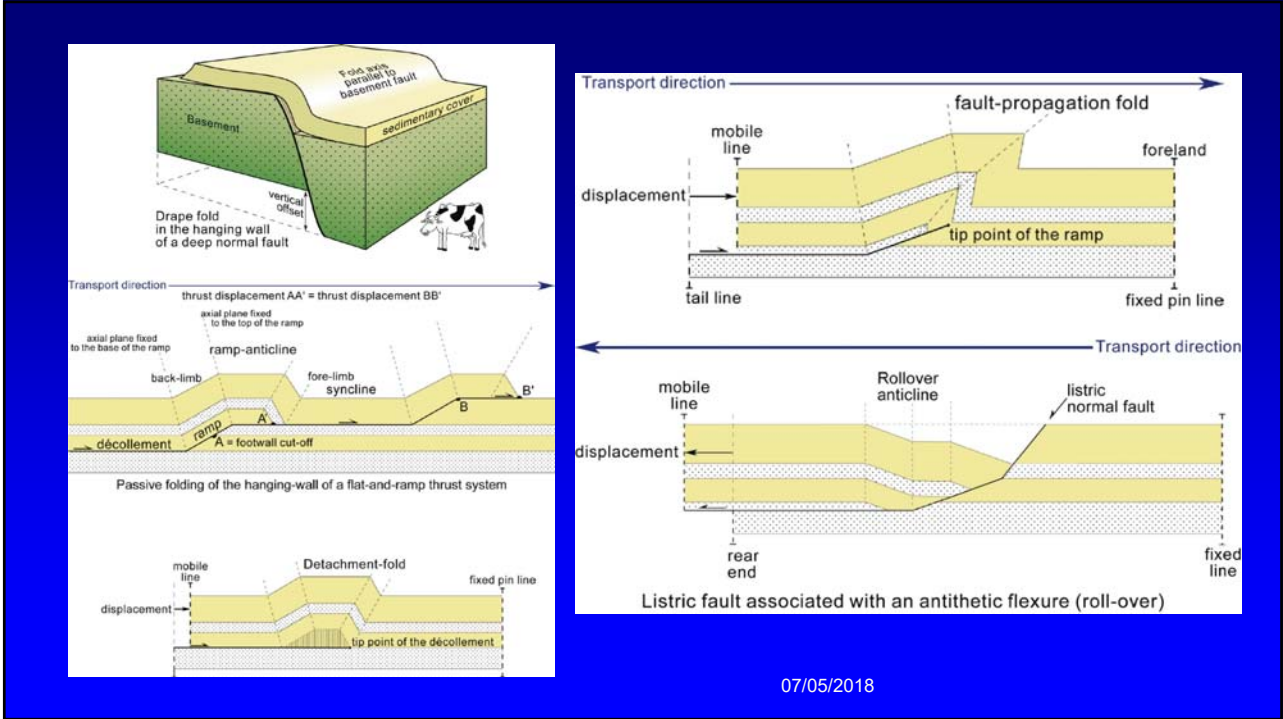 Fold axis
parallel to
basement fault
Basement
sedimentary cover
vertical
offset
Drape fold
in the hanging wall
of a deep normal fault
Transport direction
thrust displacement AA' = thrust displacement BB'
axial plane fixed
to the top of the ramp
axial plane fixed
to the base of the ramp
ramp-anticline
back-limb
fore-limb
syncline
B'
B
A'
ramp
décollement
A = footwall cut-off
Passive folding of the hanging-wall of a flat-and-ramp thrust system
mobile
line
Detachment-fold
fixed pin line
displacement
tip point of the décollement
Transport direction
fault-propagation fold
mobile
line
foreland
displacement
tip point of the ramp
tail line
fixed pin line
Transport direction
mobile
line
Rollover
anticline
listric
normal fault
displacement
rear
end
fixed
line
Listric fault associated with an antithetic flexure (roll-over)
07/05/2018